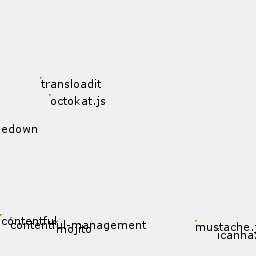 transloadit
octokat.js
edown
contentful
contentful-management
mojito
mustache.
icanha